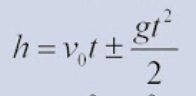 h = v₀t ± gt²/2